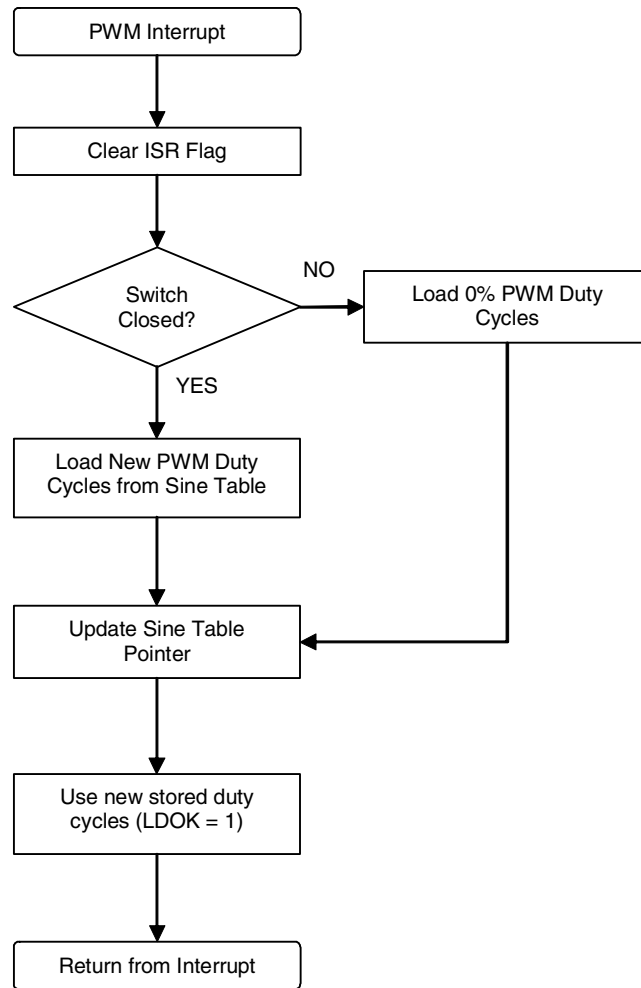 PWM Interrupt
Clear ISR Flag
Switch
Closed?
NO
Load 0% PWM Duty
Cycles
YES
Load New PWM Duty
Cycles from Sine Table
Update Sine Table
Pointer
Use new stored duty
cycles (LDOK = 1)
Return from Interrupt